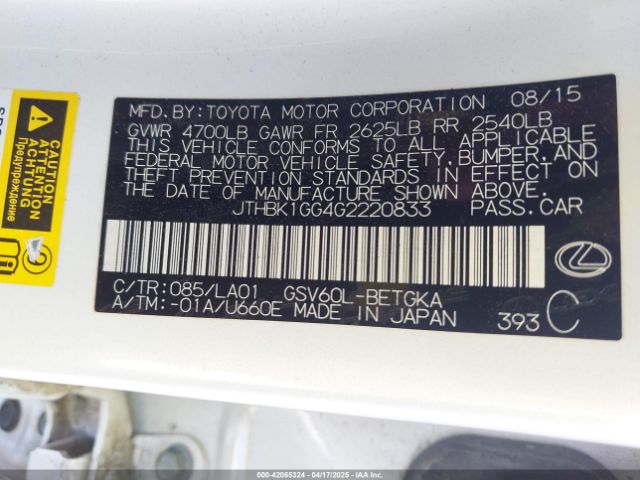 MFD.BY:TOYOTA MOTOR CORPORATION 08/15
GVWR 4700LB GAWR FR 2625LB RR 2540LB
THIS VEHICLE CONFORMS TO ALL APPLICABLE
FEDERAL MOTOR VEHICLE SAFETY,BUMPER,AND
THEFT PREVENTION STANDARDS IN EFFECT ON
THE DATE OF MANUFACTURE SHOWN ABOVE.
JTHBK1GG4G2220833 PASS.CAR
C/TR:085/LA01 GSV60L-BETGKA
A/TM:-01A/U660E MADE IN JAPAN 393 C
CAUTION
ATTENTION
ACHTUNG
Предупреждение
000-42065324 | 04/17/2025 | IAA, Inc.